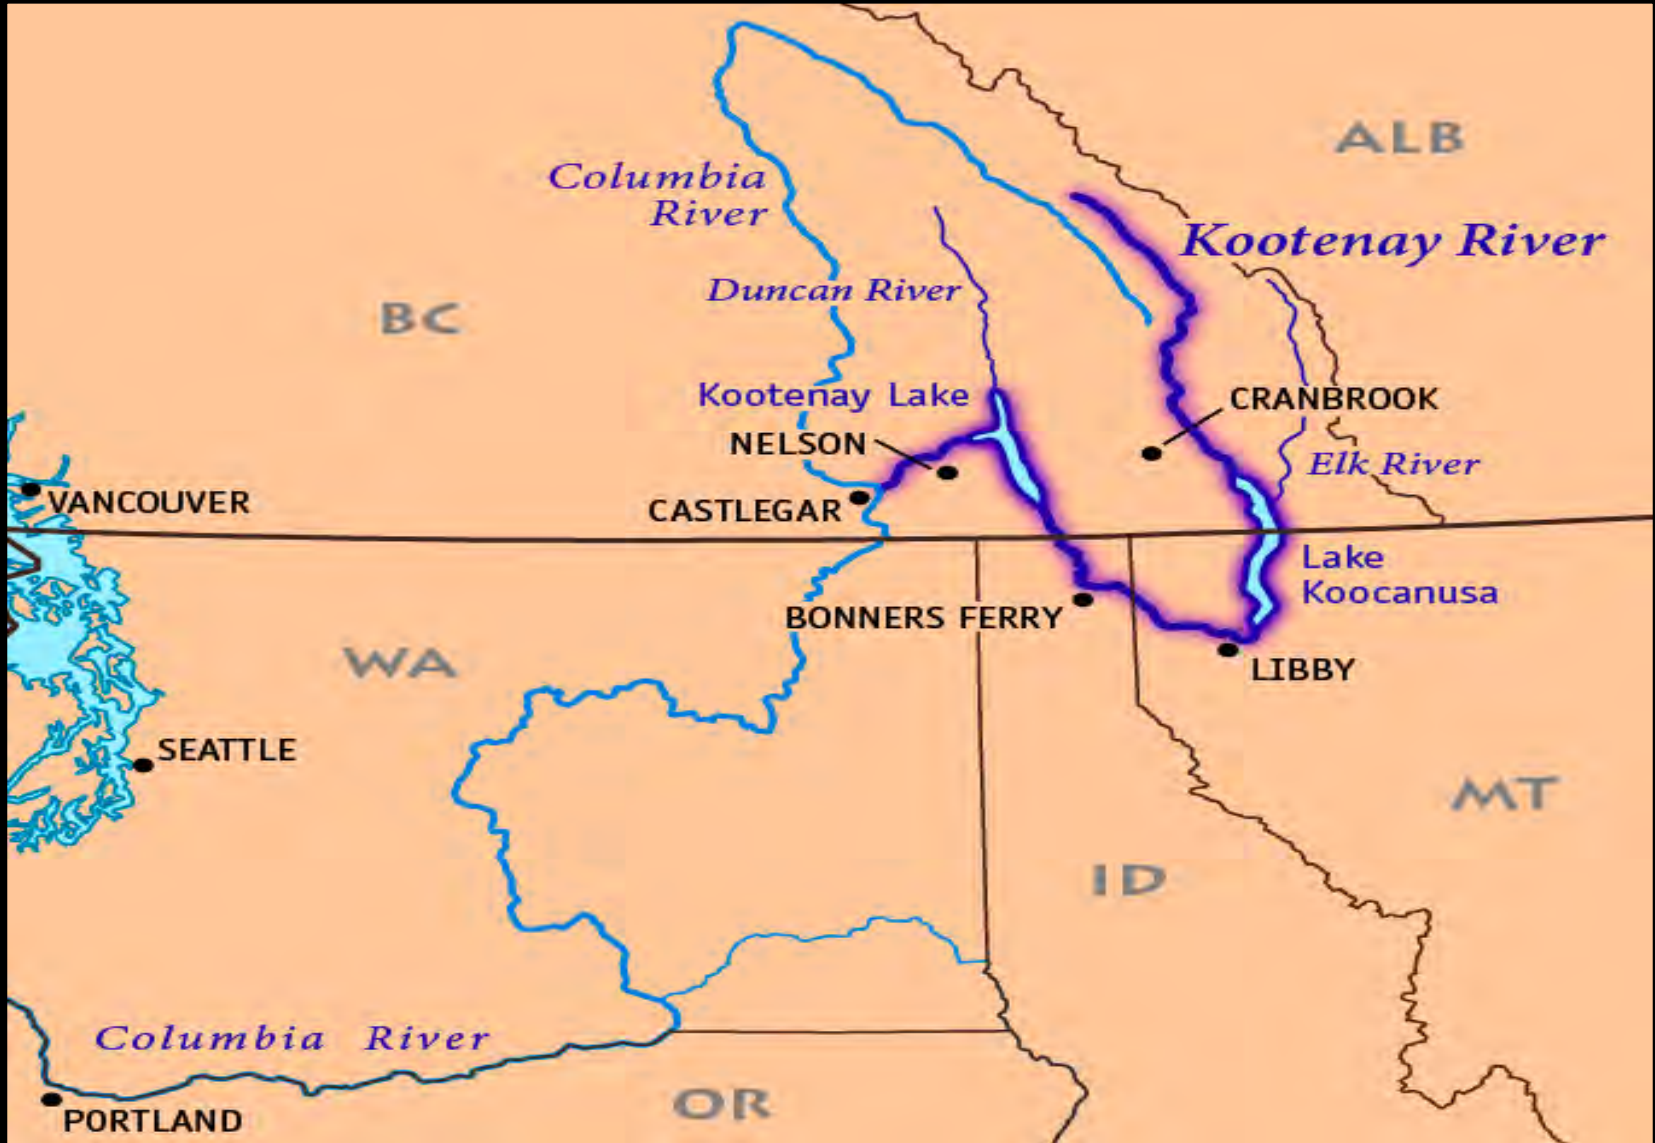 ALB
Columbia
River
Kootenay River
Duncan River
BC
Kootenay Lake
CRANBROOK
NELSON
Elk River
VANCOUVER
CASTLEGAR
Lake
Koocanusa
BONNERS FERRY
WA
LIBBY
SEATTLE
MT
ID
Columbia River
OR
PORTLAND